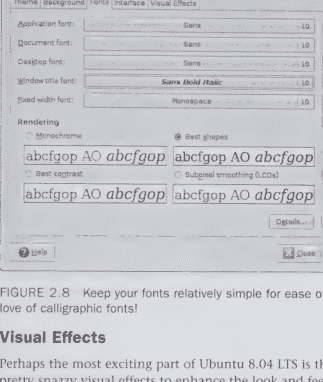 Theme Background Fonts Interface Visual Effects
Application font: Sans 10
Document font: Sans 10
Desktop font: Sans 10
Window title font: Sans Bold Italic 10
Fixed width font: Monospace 10
Rendering
Monochrome Best shapes
abcfgop AO abcfgop abcfgop AO abcfgop
Best contrast Subpixel smoothing (LCDs)
abcfgop AO abcfgop abcfgop AO abcfgop
Details...
Help Close
FIGURE 2.8 Keep your fonts relatively simple for ease o
love of calligraphic fonts!
Visual Effects
Perhaps the most exciting part of Ubuntu 8.04 LTS is th
pretty snazzy visual effects to enhance the look and fee